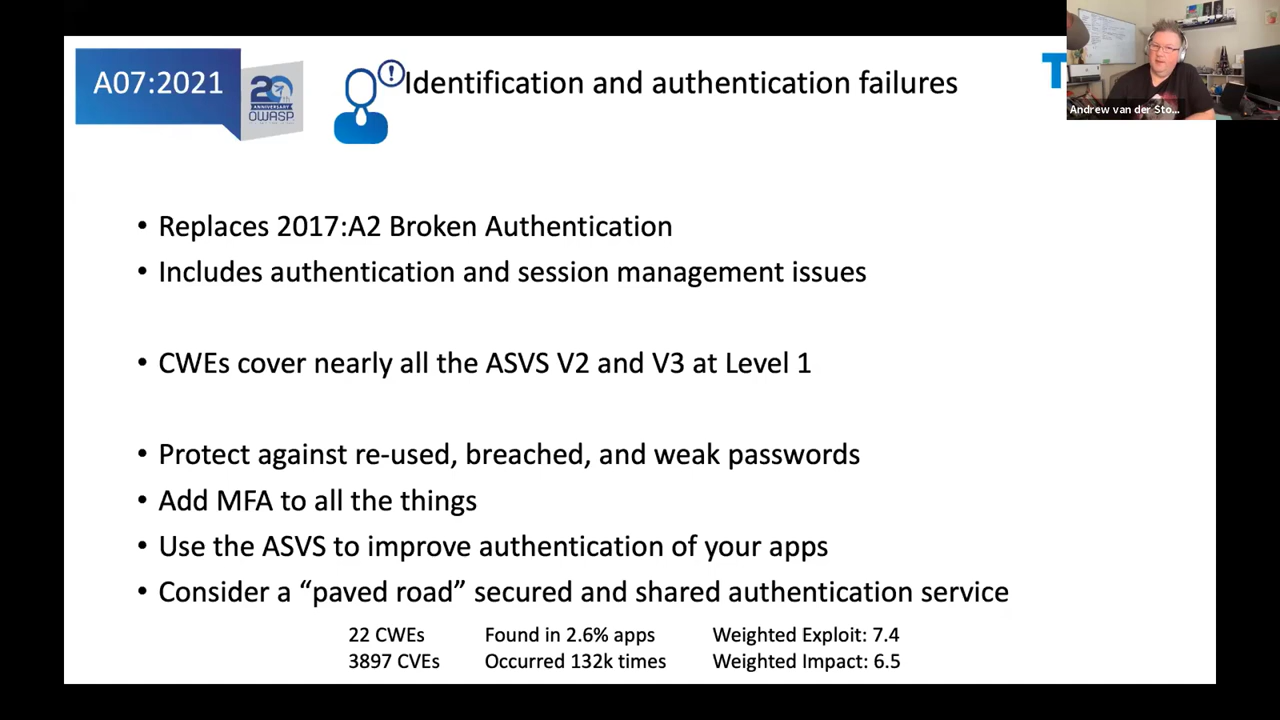 A07:2021
20
ANNIVERSARY
OWASP
Identification and authentication failures
T
Andrew van der Sto...
• Replaces 2017:A2 Broken Authentication
• Includes authentication and session management issues
• CWEs cover nearly all the ASVS V2 and V3 at Level 1
• Protect against re-used, breached, and weak passwords
• Add MFA to all the things
• Use the ASVS to improve authentication of your apps
• Consider a “paved road” secured and shared authentication service
22 CWEs Found in 2.6% apps Weighted Exploit: 7.4
3897 CVEs Occurred 132k times Weighted Impact: 6.5